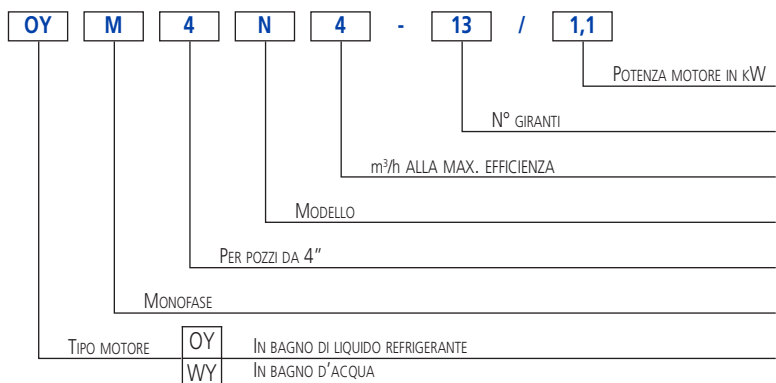 OY M 4 N 4 - 13 / 1,1
POTENZA MOTORE IN KW
N° GIRANTI
m³/h ALLA MAX. EFFICIENZA
MODELLO
PER POZZI DA 4"
MONOFASE
TIPO MOTORE OY IN BAGNO DI LIQUIDO REFRIGERANTE
WY IN BAGNO D'ACQUA